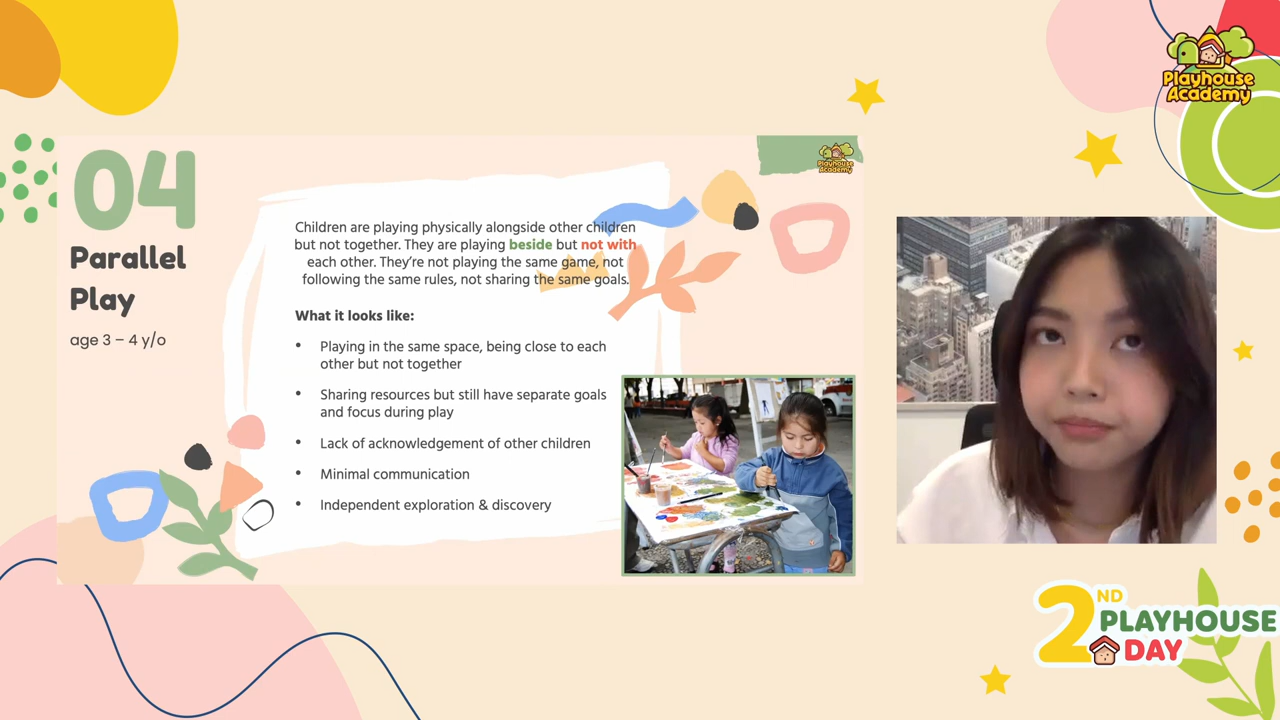 Playhouse
Academy
04
Parallel
Play
age 3 – 4 y/o
Playhouse
Academy
Children are playing physically alongside other children
but not together. They are playing beside but not with
each other. They’re not playing the same game, not
following the same rules, not sharing the same goals.
What it looks like:
• Playing in the same space, being close to each
other but not together
• Sharing resources but still have separate goals
and focus during play
• Lack of acknowledgement of other children
• Minimal communication
• Independent exploration & discovery
2ND PLAYHOUSE
DAY